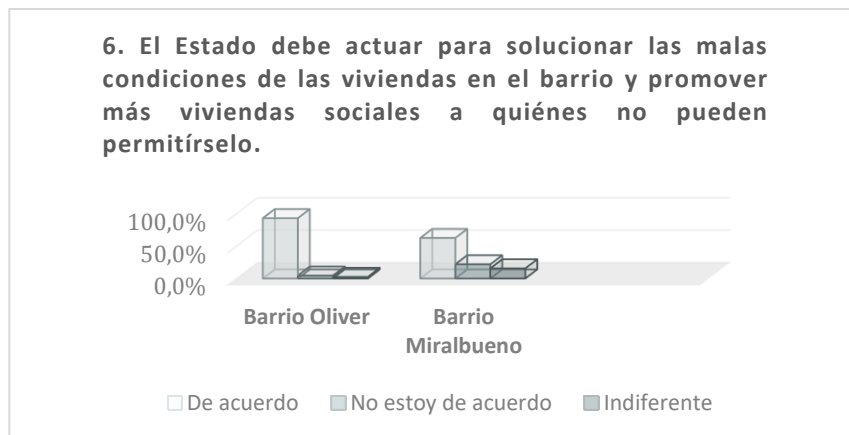 6. El Estado debe actuar para solucionar las malas
condiciones de las viviendas en el barrio y promover
más viviendas sociales a quiénes no pueden
permitírselo.
100,0%
50,0%
0,0%
Barrio Oliver
Barrio
Miralbueno
De acuerdo
No estoy de acuerdo
Indiferente